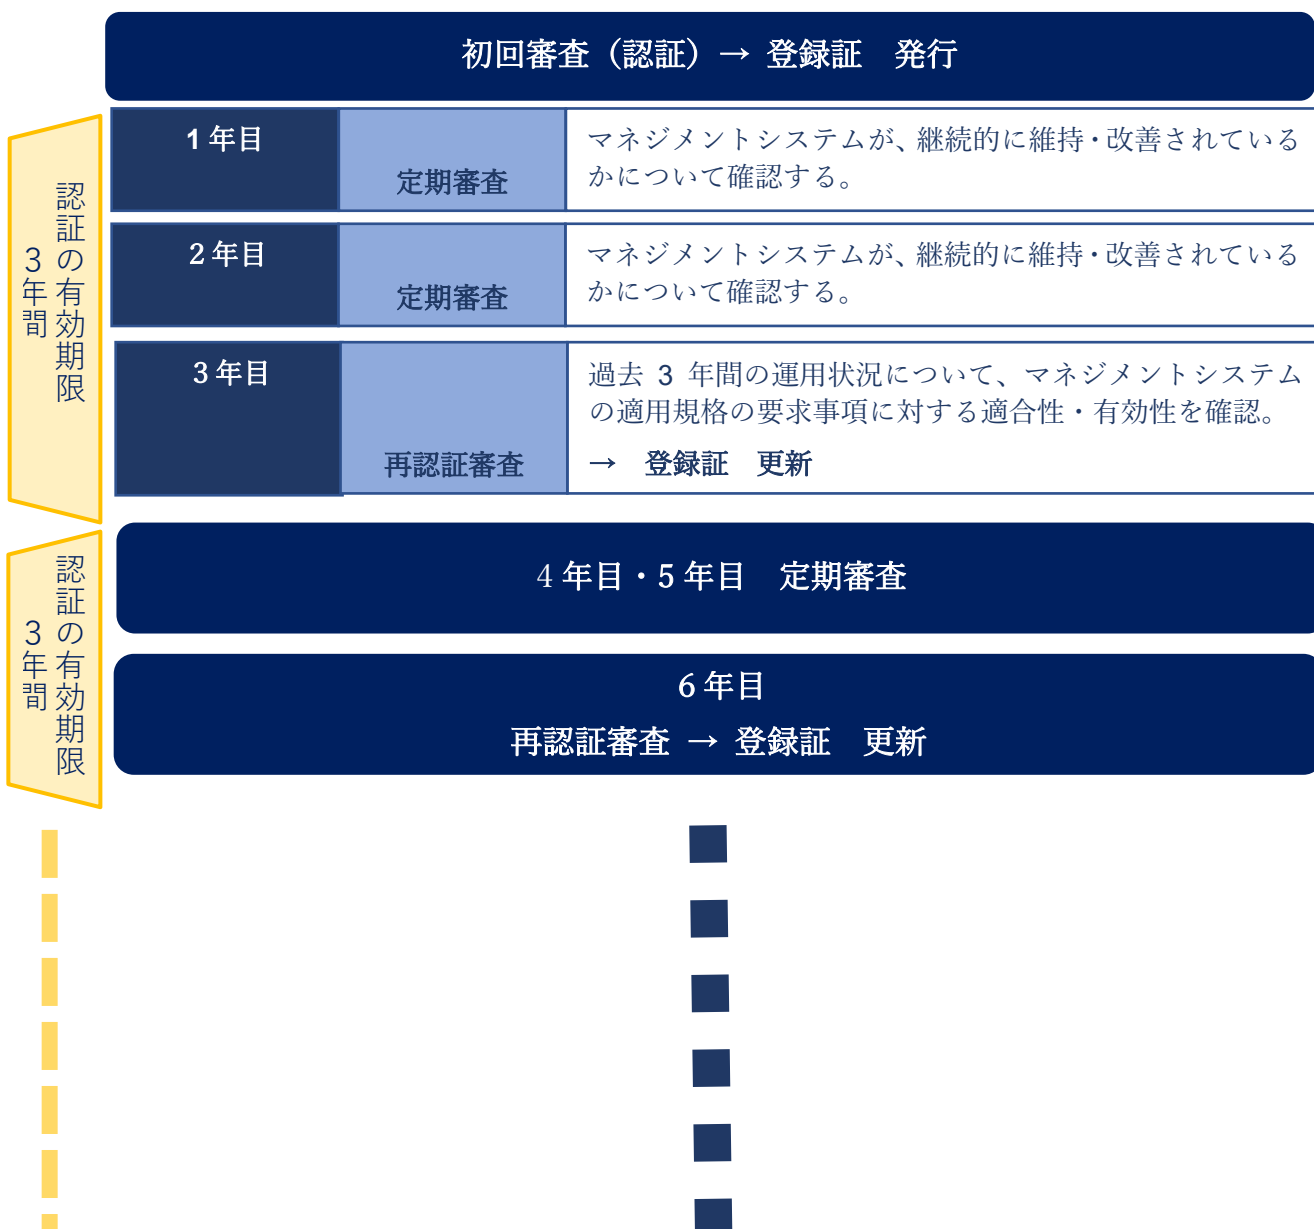 初回審査（認証）→ 登録証　発行
認証の有効期限
３年間
1 年目
定期審査
マネジメントシステムが、継続的に維持・改善されている
かについて確認する。
2 年目
定期審査
マネジメントシステムが、継続的に維持・改善されている
かについて確認する。
3 年目
再認証審査
過去 3 年間の運用状況について、マネジメントシステム
の適用規格の要求事項に対する適合性・有効性を確認。
→　登録証　更新
認証の有効期限
３年間
4 年目・5 年目　定期審査
6 年目
再認証審査 → 登録証　更新